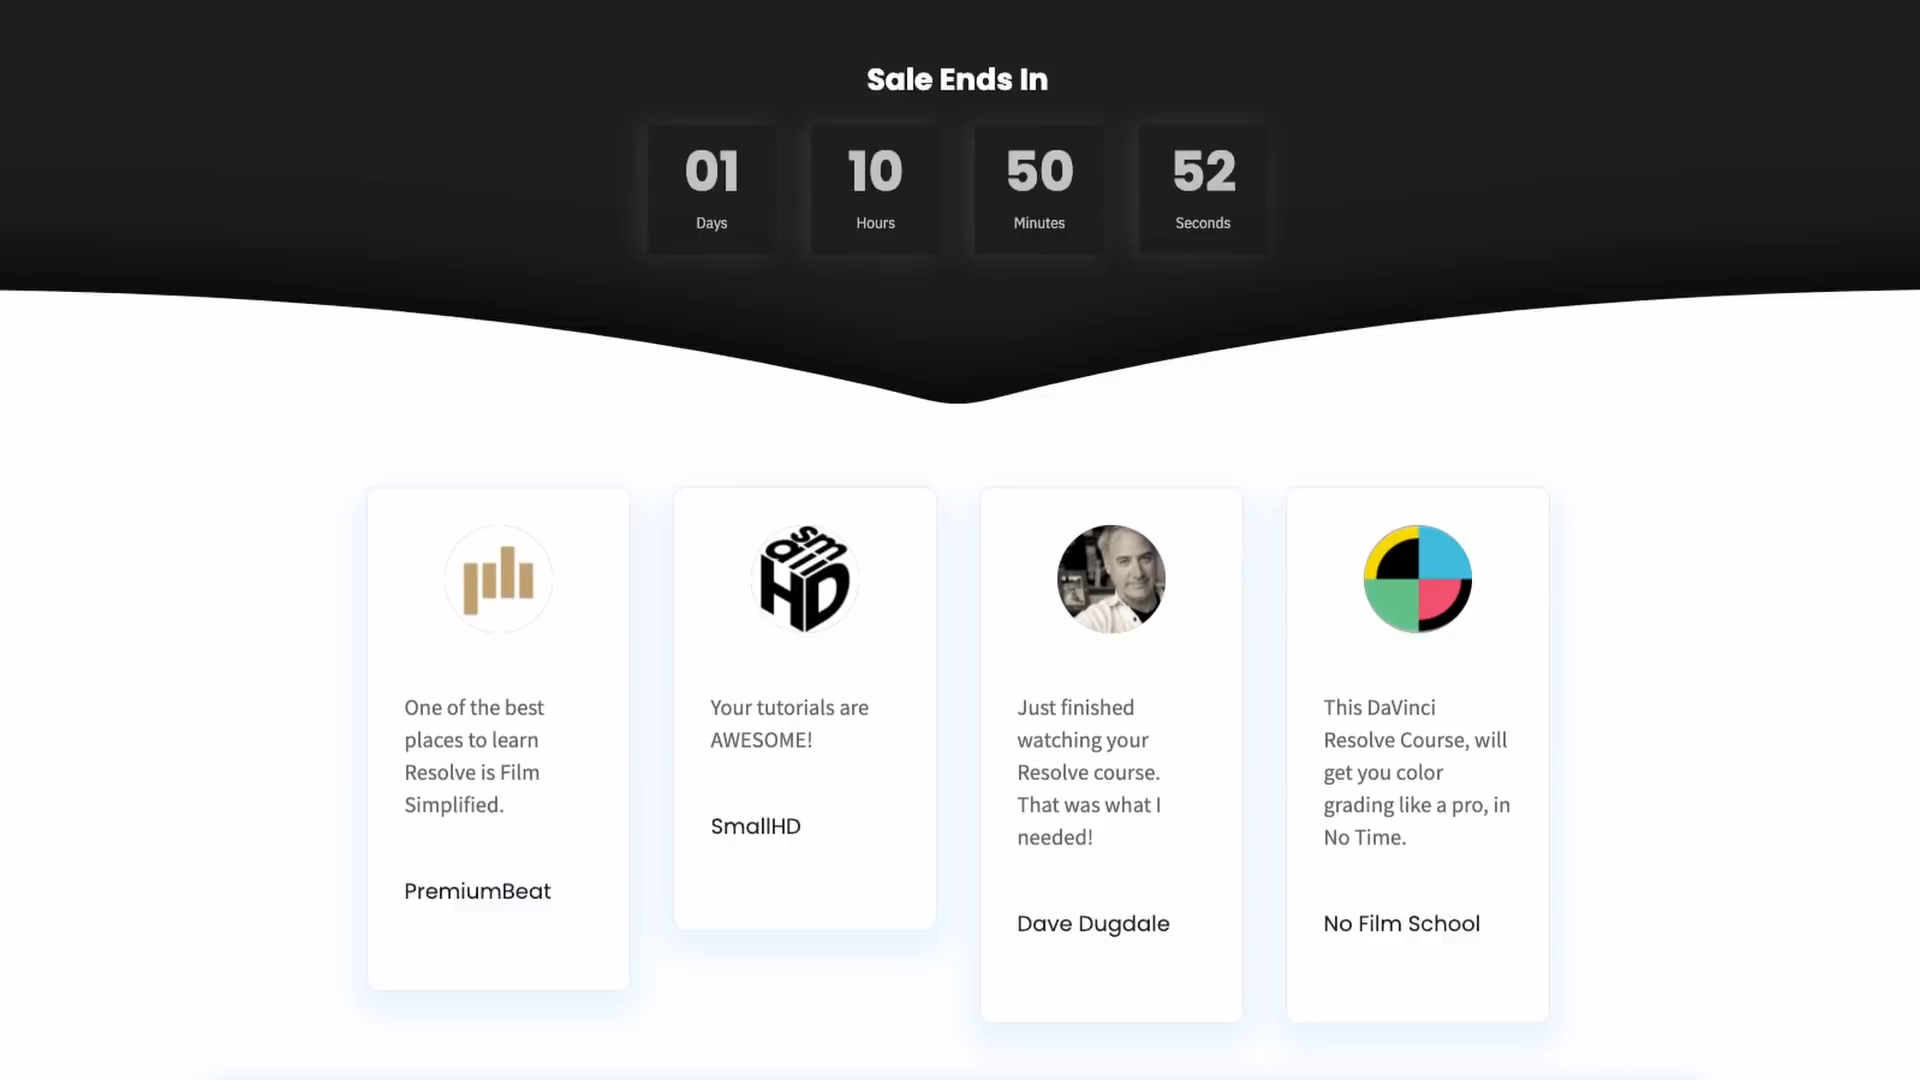 Sale Ends In
01 10 50 52
Days Hours Minutes Seconds
small
HD
One of the best
places to learn
Resolve is Film
Simplified.
PremiumBeat
Your tutorials are
AWESOME!
SmallHD
Just finished
watching your
Resolve course.
That was what I
needed!
Dave Dugdale
This DaVinci
Resolve Course, will
get you color
grading like a pro, in
No Time.
No Film School